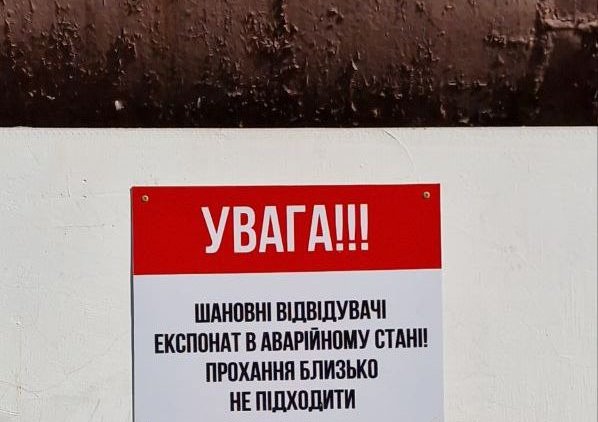 УВАГА!!!
ШАНОВНІ ВІДВІДУВАЧІ
ЕКСПОНАТ В АВАРІЙНОМУ СТАНІ!
ПРОХАННЯ БЛИЗЬКО
НЕ ПІДХОДИТИ